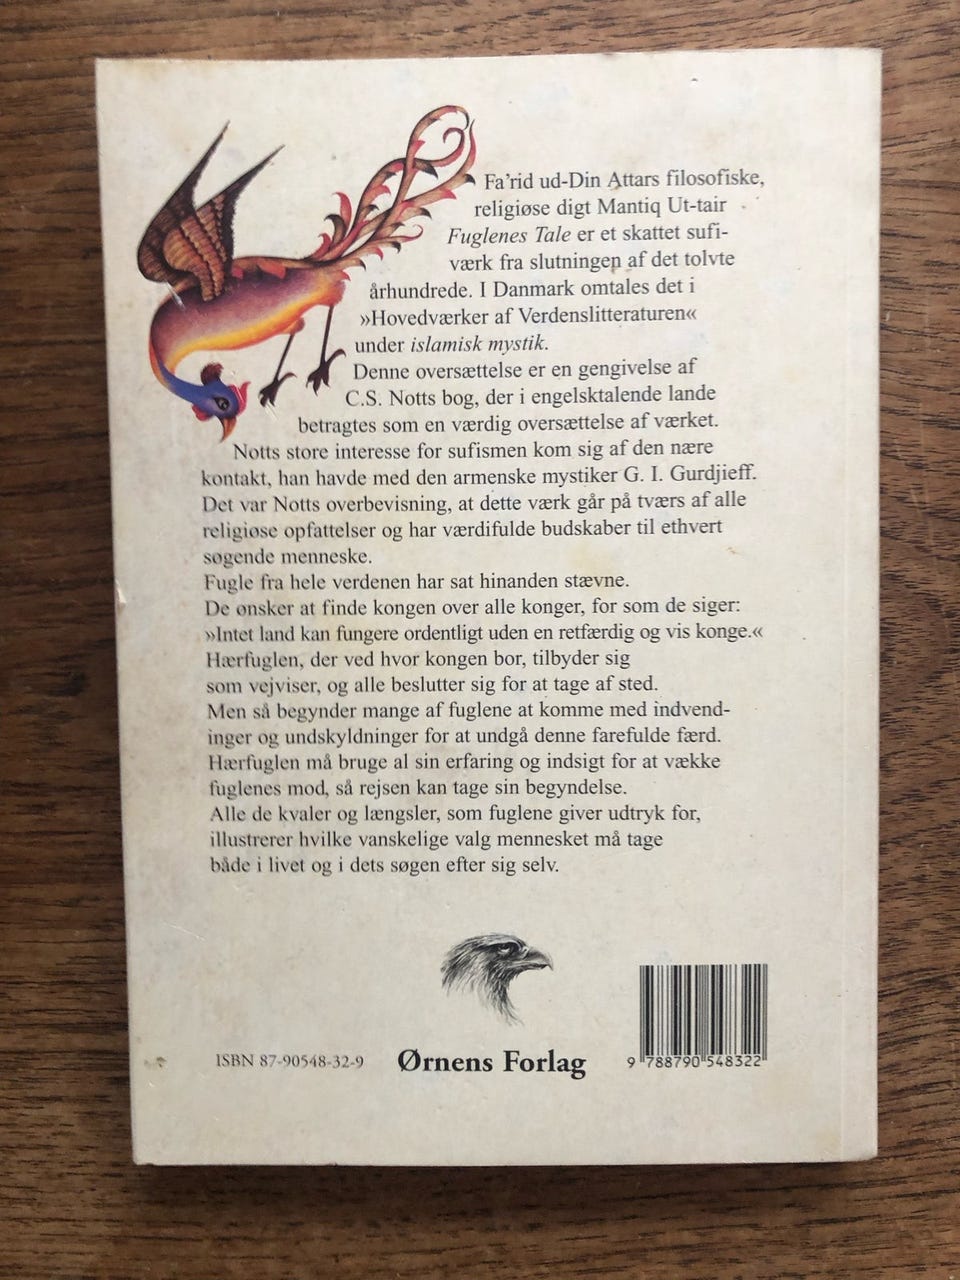 Fa'rid ud-Din Attars filosofiske,
religiøse digt Mantiq Ut-tair
Fuglenes Tale er et skattet sufi-
værk fra slutningen af det tolvte
århundrede. I Danmark omtales det i
»Hovedværker af Verdenslitteraturen«
under islamisk mystik.
Denne oversættelse er en gengivelse af
C.S. Notts bog, der i engelsktalende lande
betragtes som en værdig oversættelse af værket.
Notts store interesse for sufismen kom sig af den nære
kontakt, han havde med den armenske mystiker G. I. Gurdjieff.
Det var Notts overbevisning, at dette værk går på tværs af alle
religiøse opfattelser og har værdifulde budskaber til ethvert
søgende menneske.
Fugle fra hele verdenen har sat hinanden stævne.
De ønsker at finde kongen over alle konger, for som de siger:
»Intet land kan fungere ordentligt uden en retfærdig og vis konge.«
Hærfuglen, der ved hvor kongen bor, tilbyder sig
som vejviser, og alle beslutter sig for at tage af sted.
Men så begynder mange af fuglene at komme med indvend-
inger og undskyldninger for at undgå denne farefulde færd.
Hærfuglen må bruge al sin erfaring og indsigt for at vække
fuglenes mod, så rejsen kan tage sin begyndelse.
Alle de kvaler og længsler, som fuglene giver udtryk for,
illustrerer hvilke vanskelige valg mennesket må tage
både i livet og i dets søgen efter sig selv.
ISBN 87-90548-32-9
Ørnens Forlag
9 788790 548322